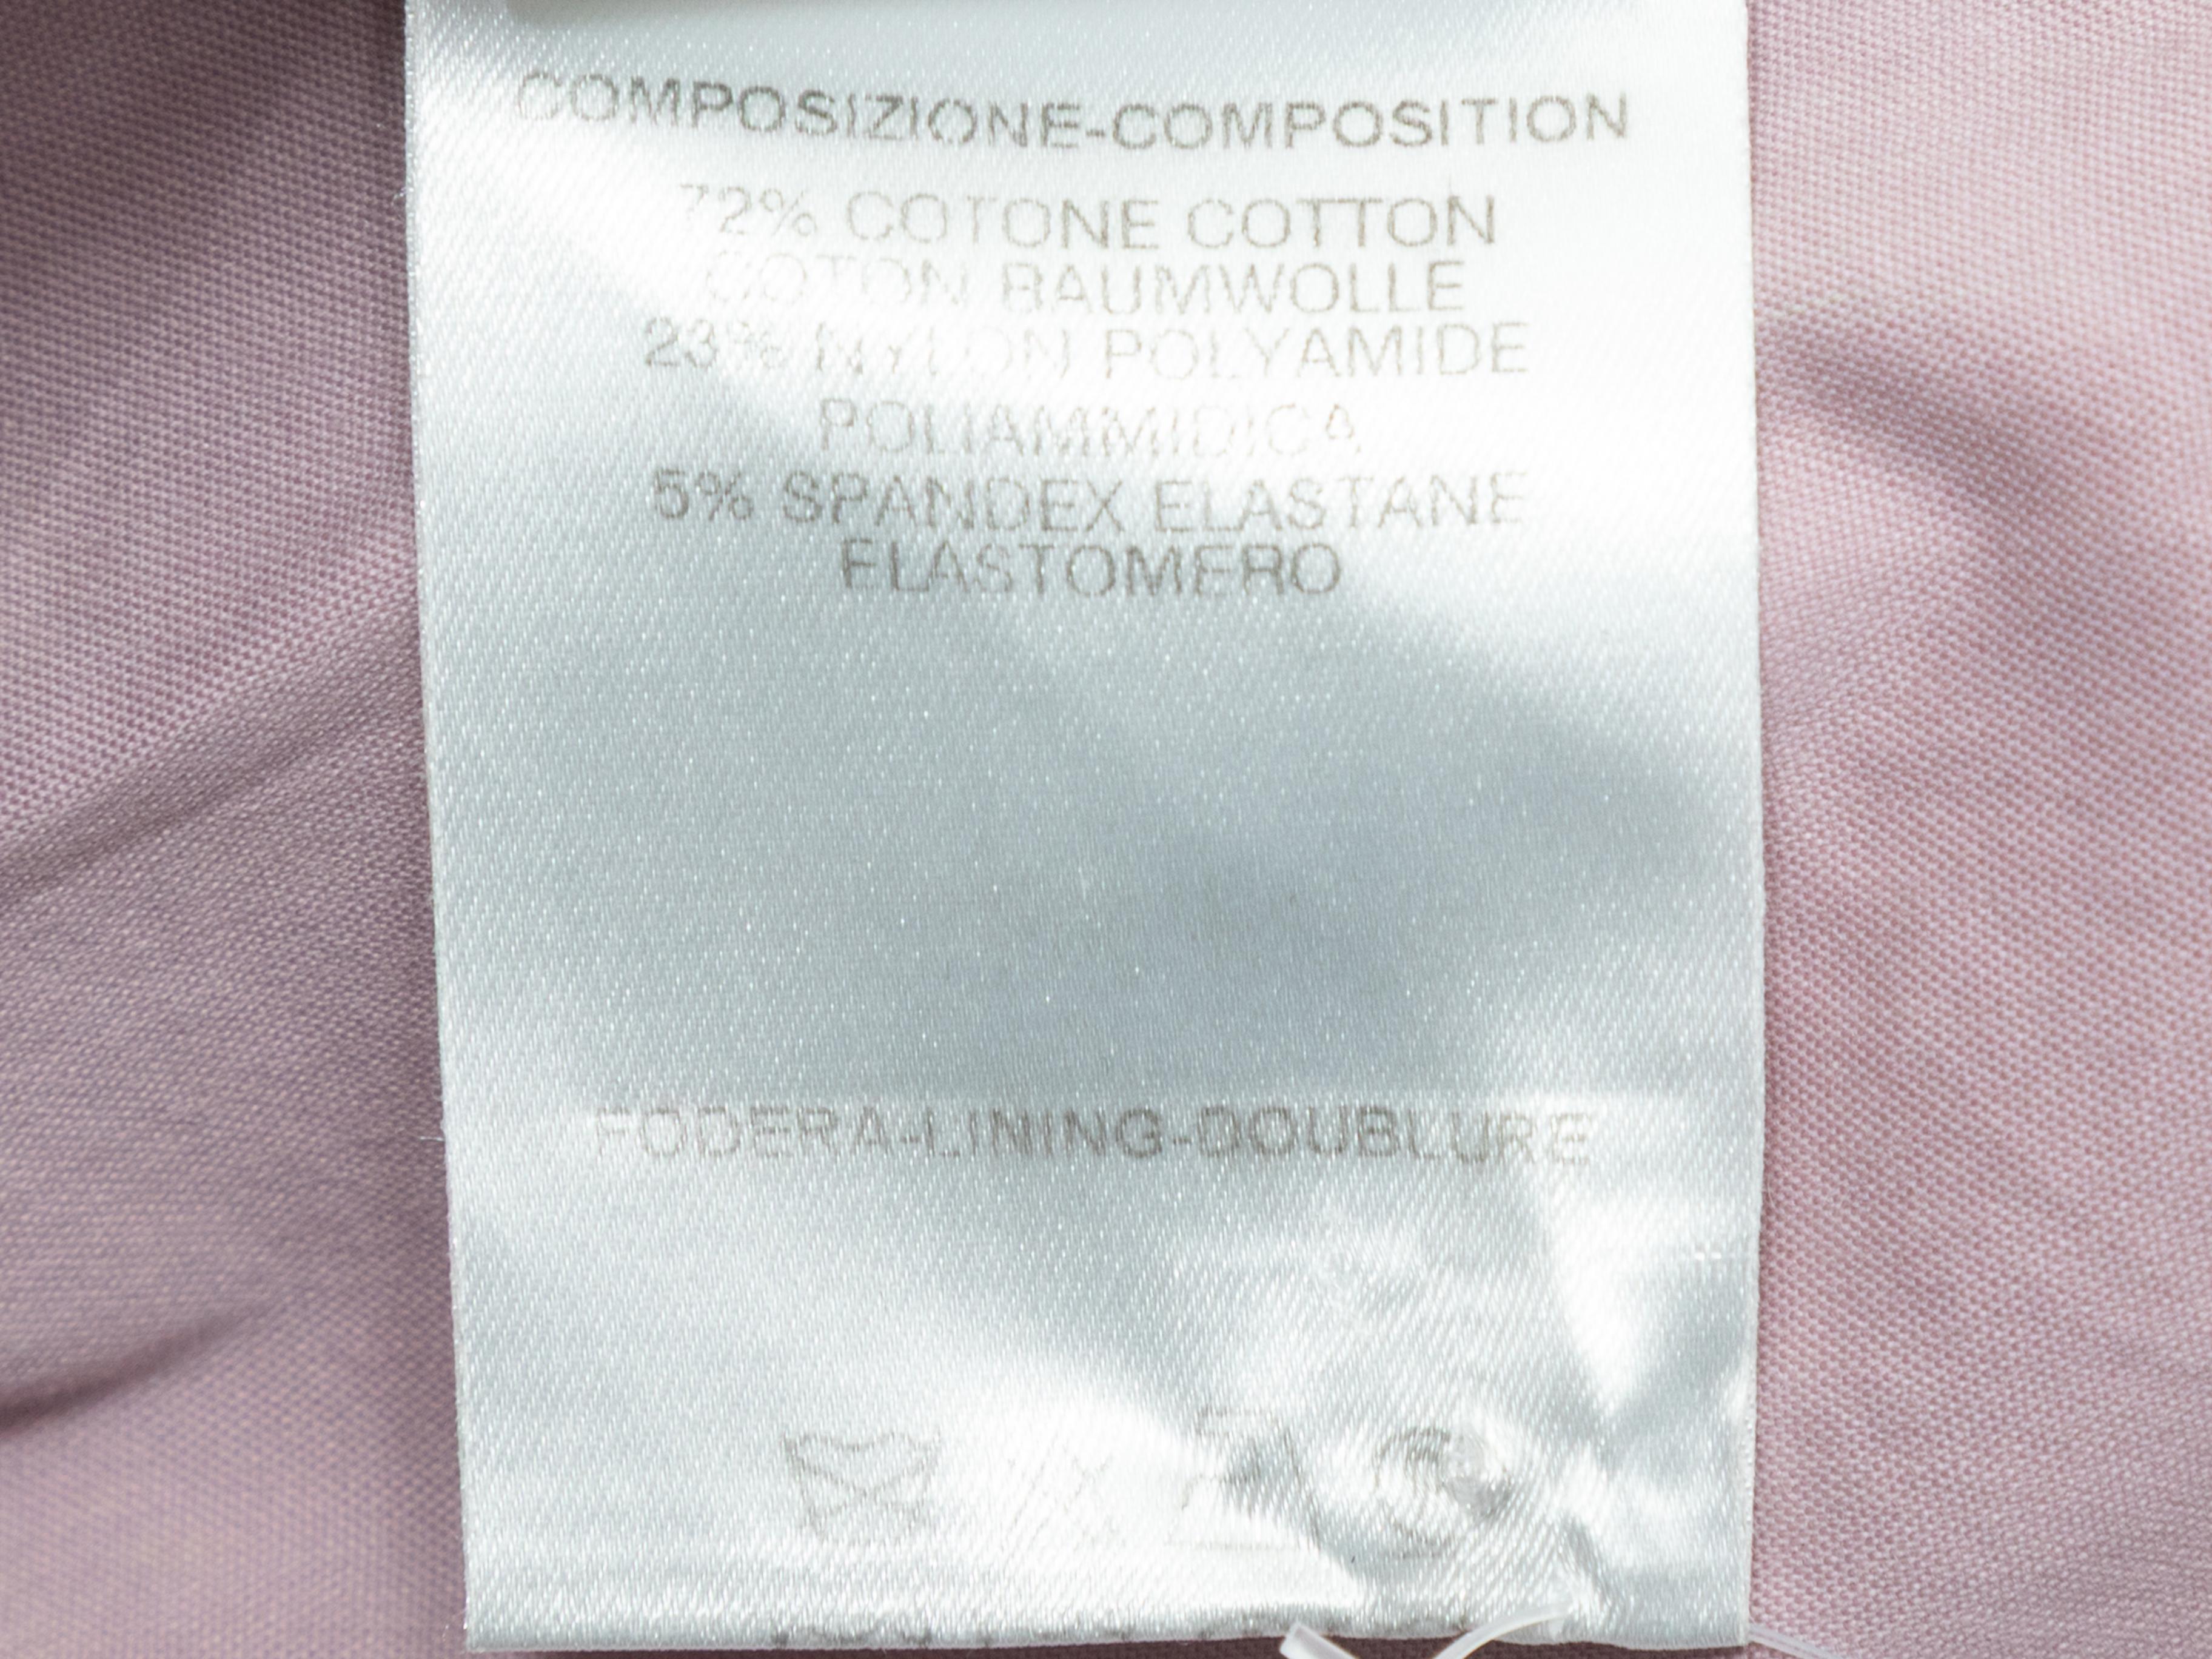 COMPOSIZIONE-COMPOSITION
72% COTONE COTTON
COTON BAUMWOLLE
23% NYLON POLYAMIDE
POLIAMMIDICA
5% SPANDEX ELASTANE
ELASTOMERO
FODERA-LINING-DOUBLURE